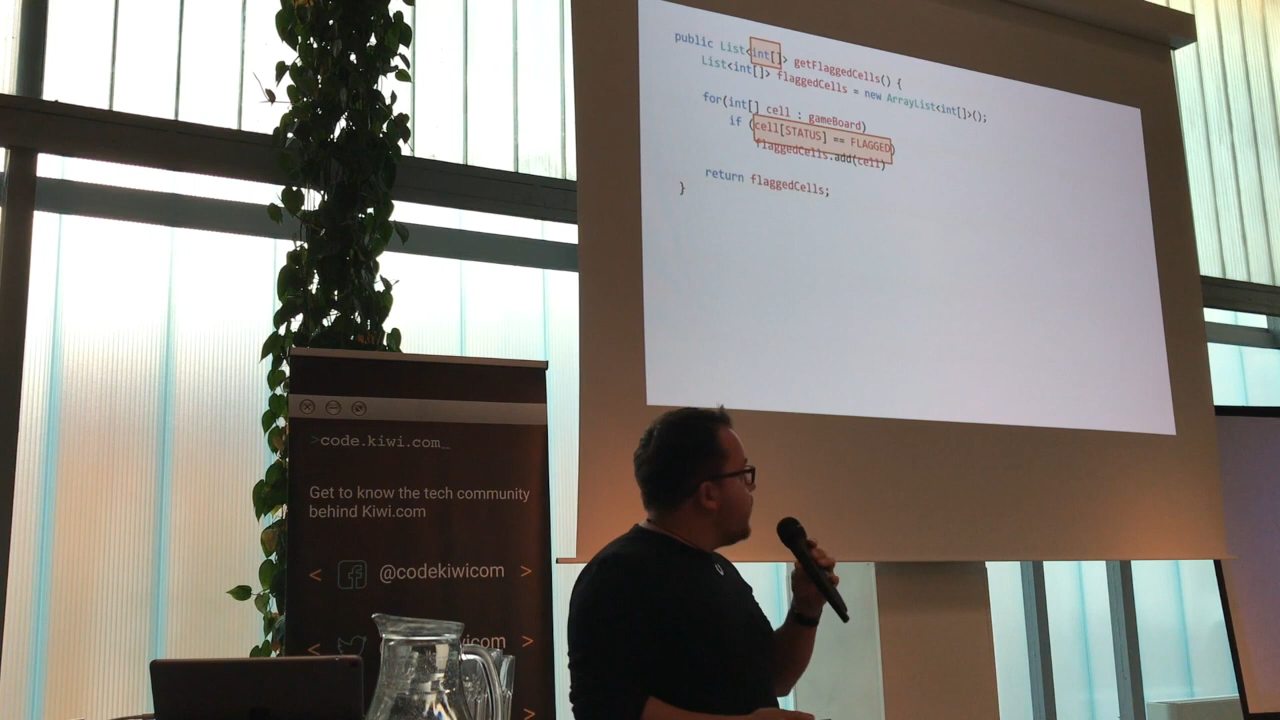 public List<int[]> getFlaggedCells() {
List<int[]> flaggedCells = new ArrayList<int[]>();
for(int[] cell : gameBoard)
if (cell[STATUS] == FLAGGED)
flaggedCells.add(cell)
return flaggedCells;
}
>code.kiwi.com_
Get to know the tech community
behind Kiwi.com
< @codekiwicom >
< wicom >
>